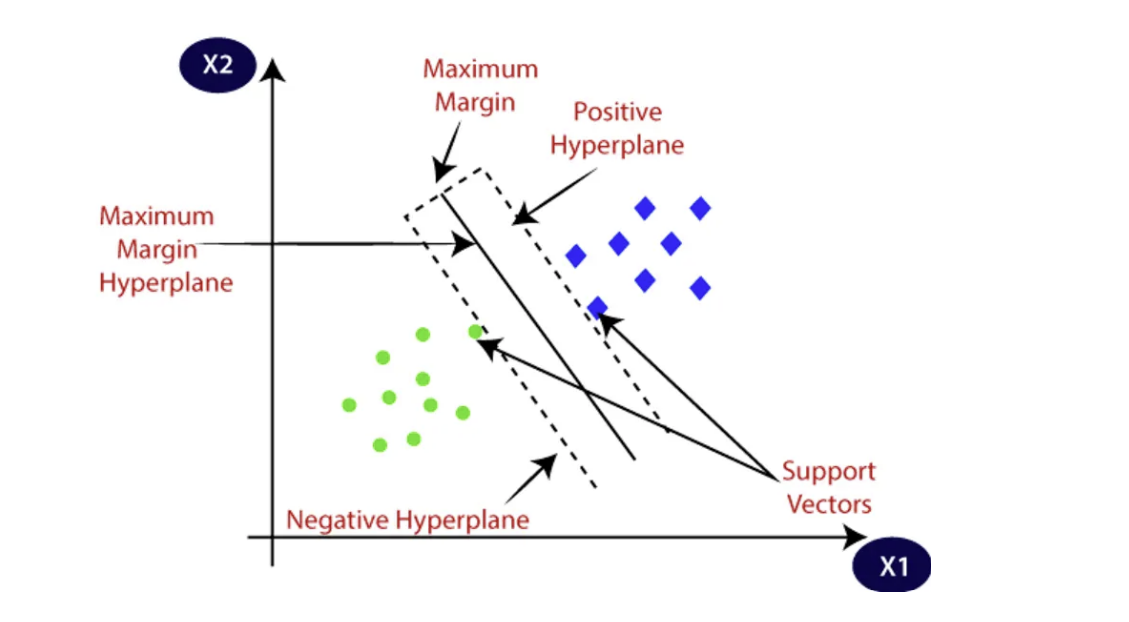 X2
Maximum
Margin
Positive
Hyperplane
Maximum
Margin
Hyperplane
Support
Vectors
Negative Hyperplane
X1